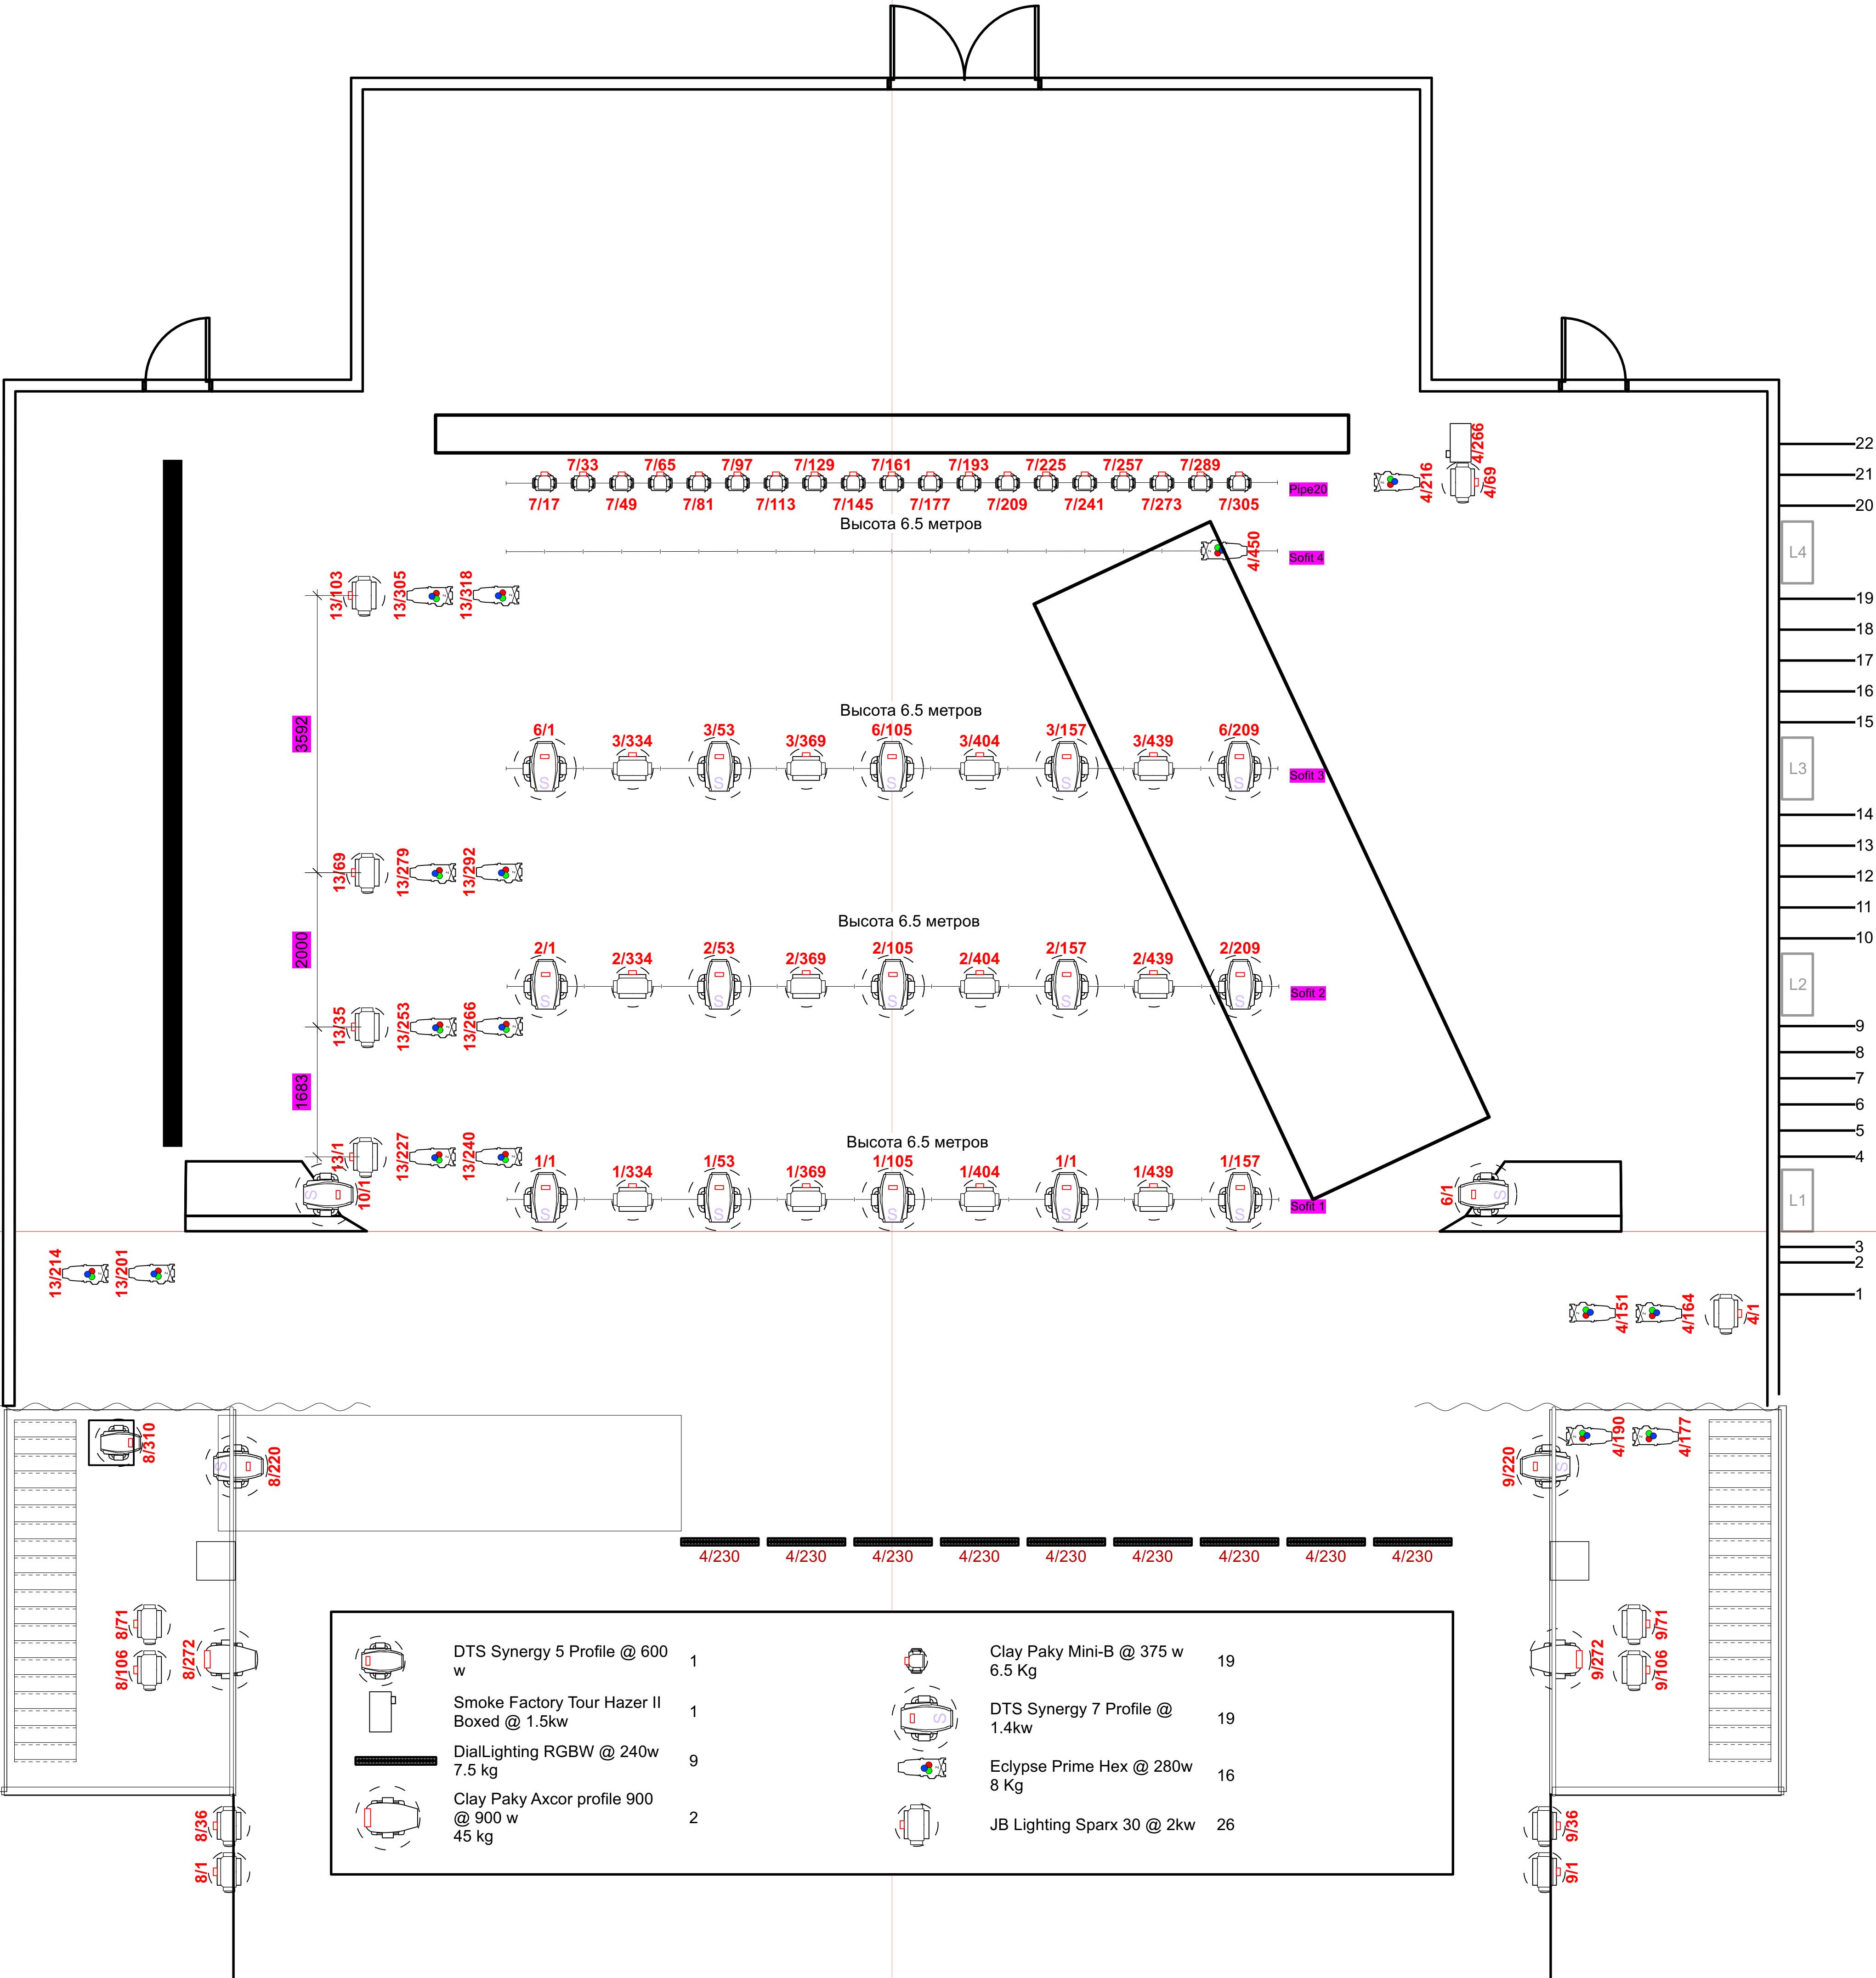 22
4/266
7/33 7/65 7/97 7/129 7/161 7/193 7/225 7/257 7/289
21
4/216
4/69
Pipe20
7/17 7/49 7/81 7/113 7/145 7/177 7/209 7/241 7/273 7/305
20
Высота 6.5 метров
4/450
Sofit 4
L4
13/103
13/305
13/318
19
18
17
16
Высота 6.5 метров
15
3592
6/1 3/53 6/105 3/157 6/209
3/334 3/369 3/404 3/439
S S S S S
Sofit 3
L3
14
13
13/69
13/279
13/292
12
11
Высота 6.5 метров
10
2000
2/1 2/53 2/105 2/157 2/209
2/334 2/369 2/404 2/439
S S S S S
Sofit 2
L2
13/35
13/253
13/266
9
8
7
1683
6
5
13/1
13/227
13/240
Высота 6.5 метров
4
1/1 1/53 1/105 1/1 1/157
1/334 1/369 1/404 1/439
S
10/1
S S S S S
Sofit 1
6/1
S
L1
3
2
13/214
13/201
1
4/151
4/164
4/1
8/310
S
8/220
9/220
S
4/190
4/177
4/230 4/230 4/230 4/230 4/230 4/230 4/230 4/230 4/230
8/71
8/106
8/272
9/272
9/71
9/106
DTS Synergy 5 Profile @ 600
w
1
Smoke Factory Tour Hazer II
Boxed @ 1.5kw
1
DialLighting RGBW @ 240w
7.5 kg
9
Clay Paky Axcor profile 900
@ 900 w
45 kg
2
Clay Paky Mini-B @ 375 w
6.5 Kg
19
S
DTS Synergy 7 Profile @
1.4kw
19
Eclypse Prime Hex @ 280w
8 Kg
16
JB Lighting Sparx 30 @ 2kw
26
8/36
8/1
9/36
9/1